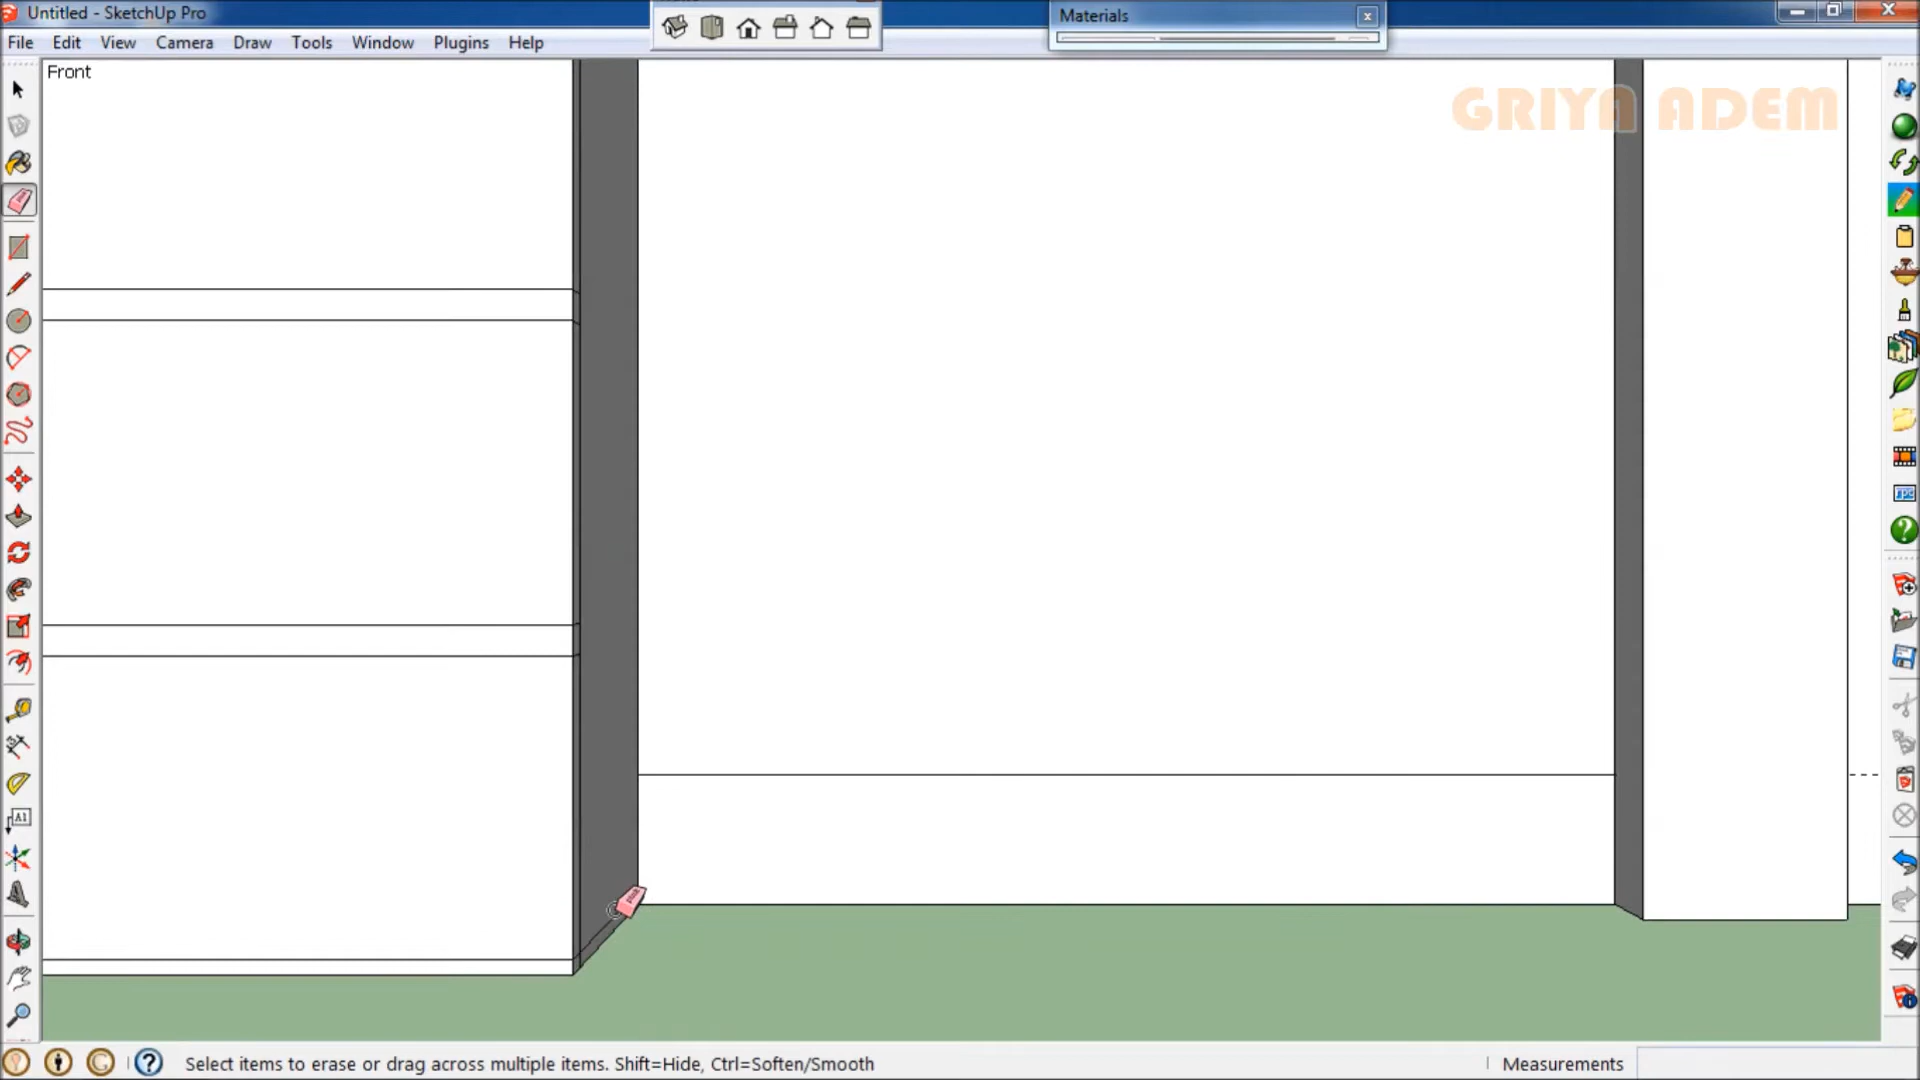 Untitled - SketchUp Pro
Materials
File Edit View Camera Draw Tools Window Plugins Help
Front
GRIYA ADEM
Select items to erase or drag across multiple items. Shift=Hide, Ctrl=Soften/Smooth
Measurements